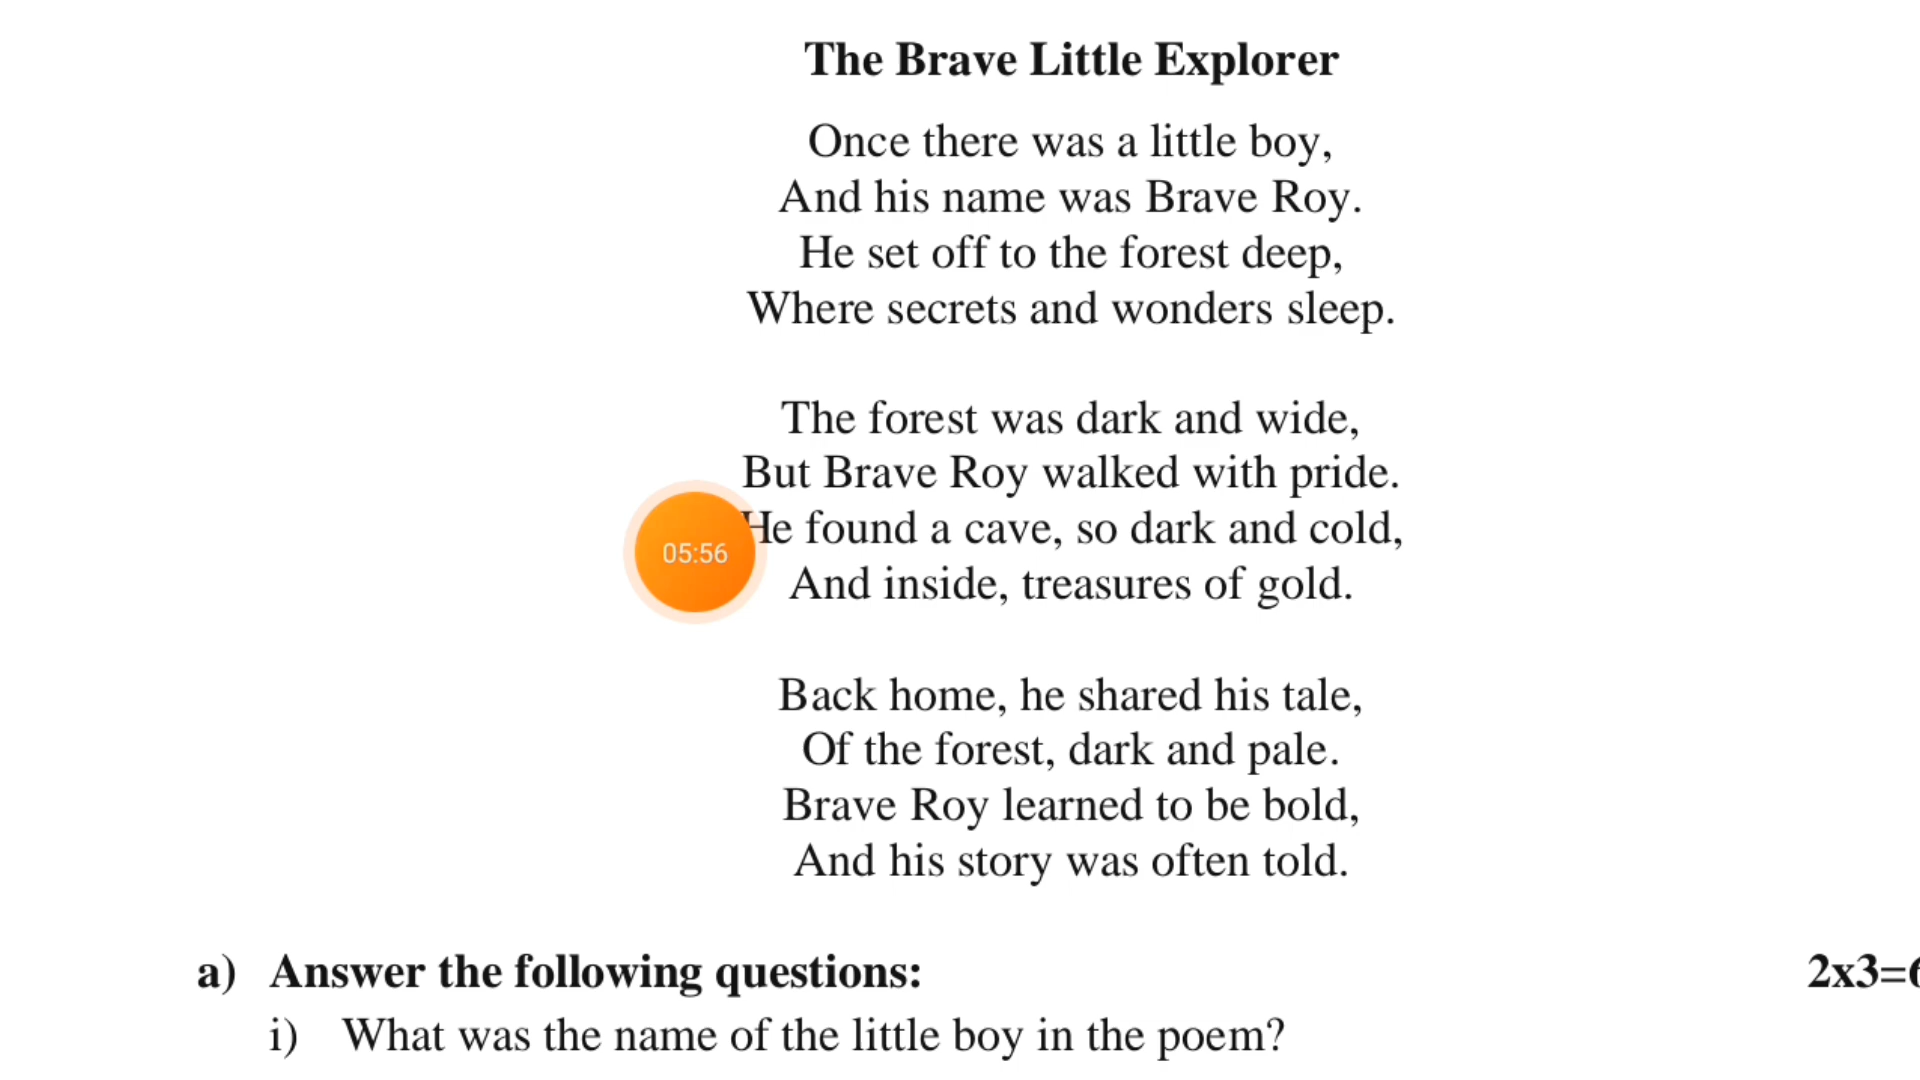 The Brave Little Explorer
Once there was a little boy,
And his name was Brave Roy.
He set off to the forest deep,
Where secrets and wonders sleep.
The forest was dark and wide,
But Brave Roy walked with pride.
He found a cave, so dark and cold,
05:56
And inside, treasures of gold.
Back home, he shared his tale,
Of the forest, dark and pale.
Brave Roy learned to be bold,
And his story was often told.
a) Answer the following questions: 2x3=6
i) What was the name of the little boy in the poem?